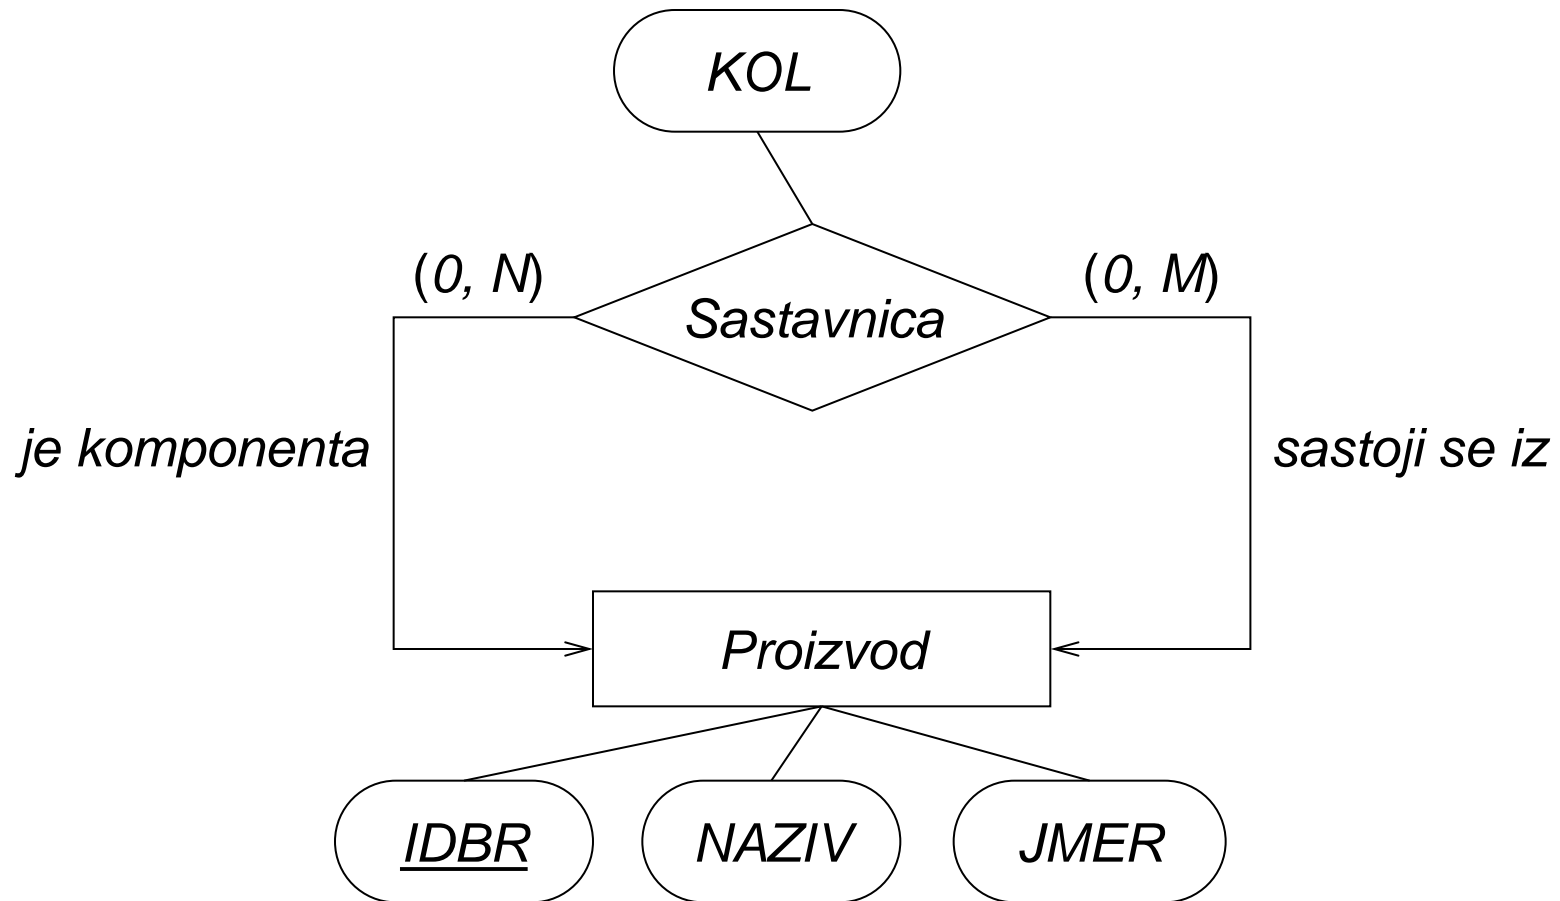 KOL
(0, N)
(0, M)
Sastavnica
je komponenta
sastoji se iz
Proizvod
IDBR
NAZIV
JMER